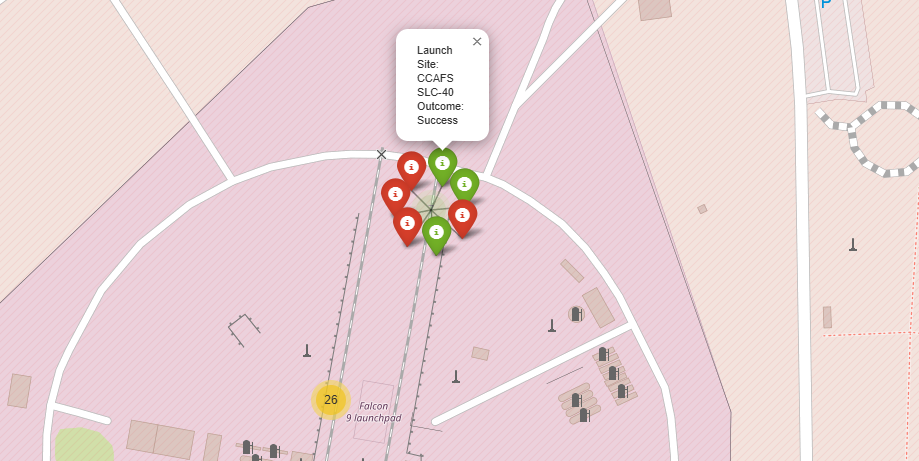 P
×
Launch
Site:
CCAFS
SLC-40
Outcome:
Success
i
i
i
i
i
i
i
26
Falcon
9 launchpad